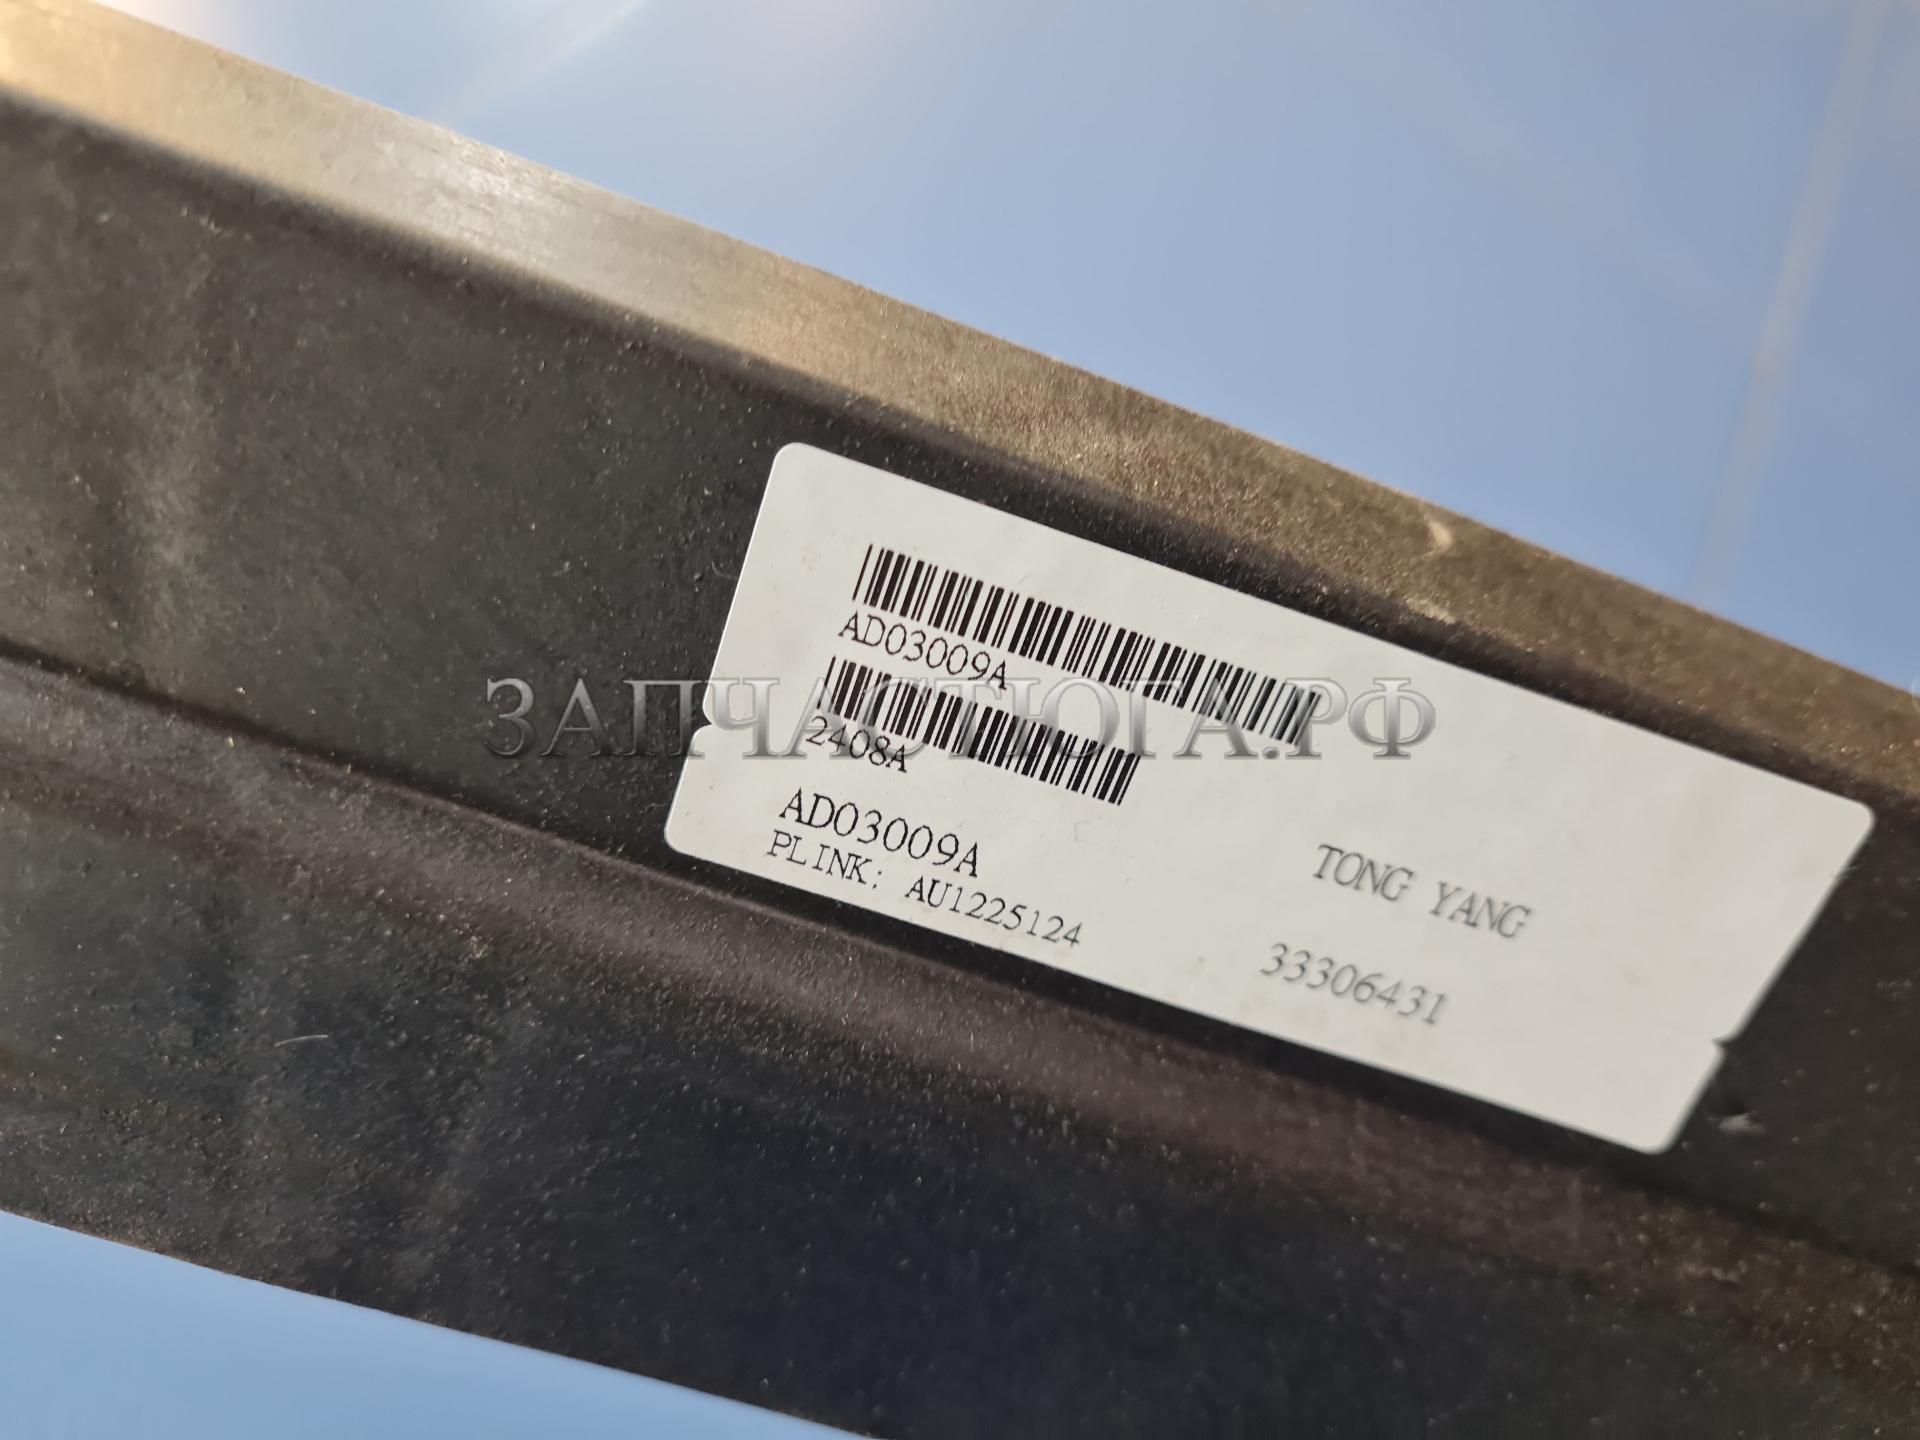 AD03009A
2408A
AD03009A
PLINK: AU1225124
TONG YANG
33306431
ЗАПЧАСТЮГА.РФ